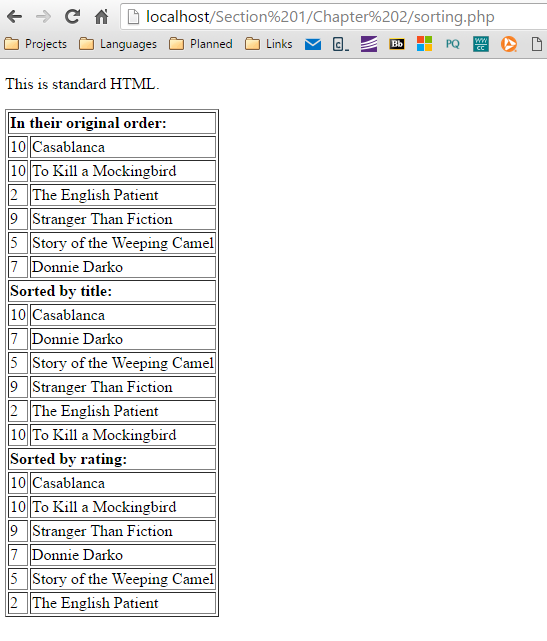 localhost/Section%201/Chapter%202/sorting.php
Projects Languages Planned Links Bb PQ WW CC
This is standard HTML.
In their original order:
10 Casablanca
10 To Kill a Mockingbird
2 The English Patient
9 Stranger Than Fiction
5 Story of the Weeping Camel
7 Donnie Darko
Sorted by title:
10 Casablanca
7 Donnie Darko
5 Story of the Weeping Camel
9 Stranger Than Fiction
2 The English Patient
10 To Kill a Mockingbird
Sorted by rating:
10 Casablanca
10 To Kill a Mockingbird
9 Stranger Than Fiction
7 Donnie Darko
5 Story of the Weeping Camel
2 The English Patient